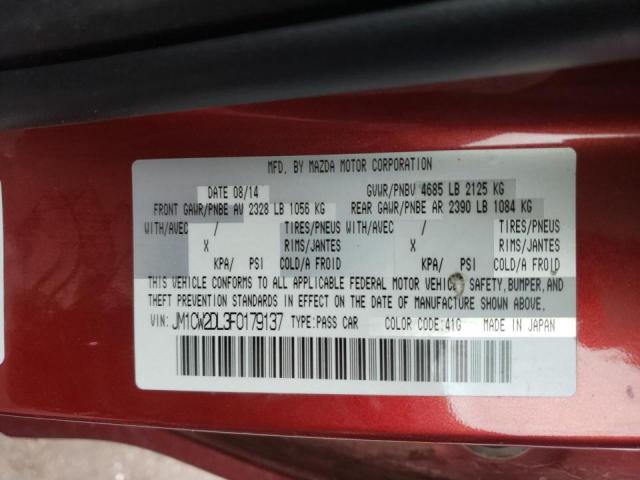 MFD. BY MAZDA MOTOR CORPORATION
DATE 08/14 GVWR/PNBV 4685 LB 2125 KG
FRONT GAWR/PNBE AV 2328 LB 1056 KG REAR GAWR/PNBE AR 2390 LB 1084 KG
WITH/AVEC / TIRES/PNEUS WITH/AVEC / TIRES/PNEUS
X RIMS/JANTES X RIMS/JANTES
KPA/ PSI COLD/A FROID KPA/ PSI COLD/A FROID
THIS VEHICLE CONFORMS TO ALL APPLICABLE FEDERAL MOTOR VEHICLE SAFETY, BUMPER, AND
THEFT PREVENTION STANDARDS IN EFFECT ON THE DATE OF MANUFACTURE SHOWN ABOVE.
VIN: JM1CW2DL3F0179137 TYPE:PASS CAR COLOR CODE:41G MADE IN JAPAN